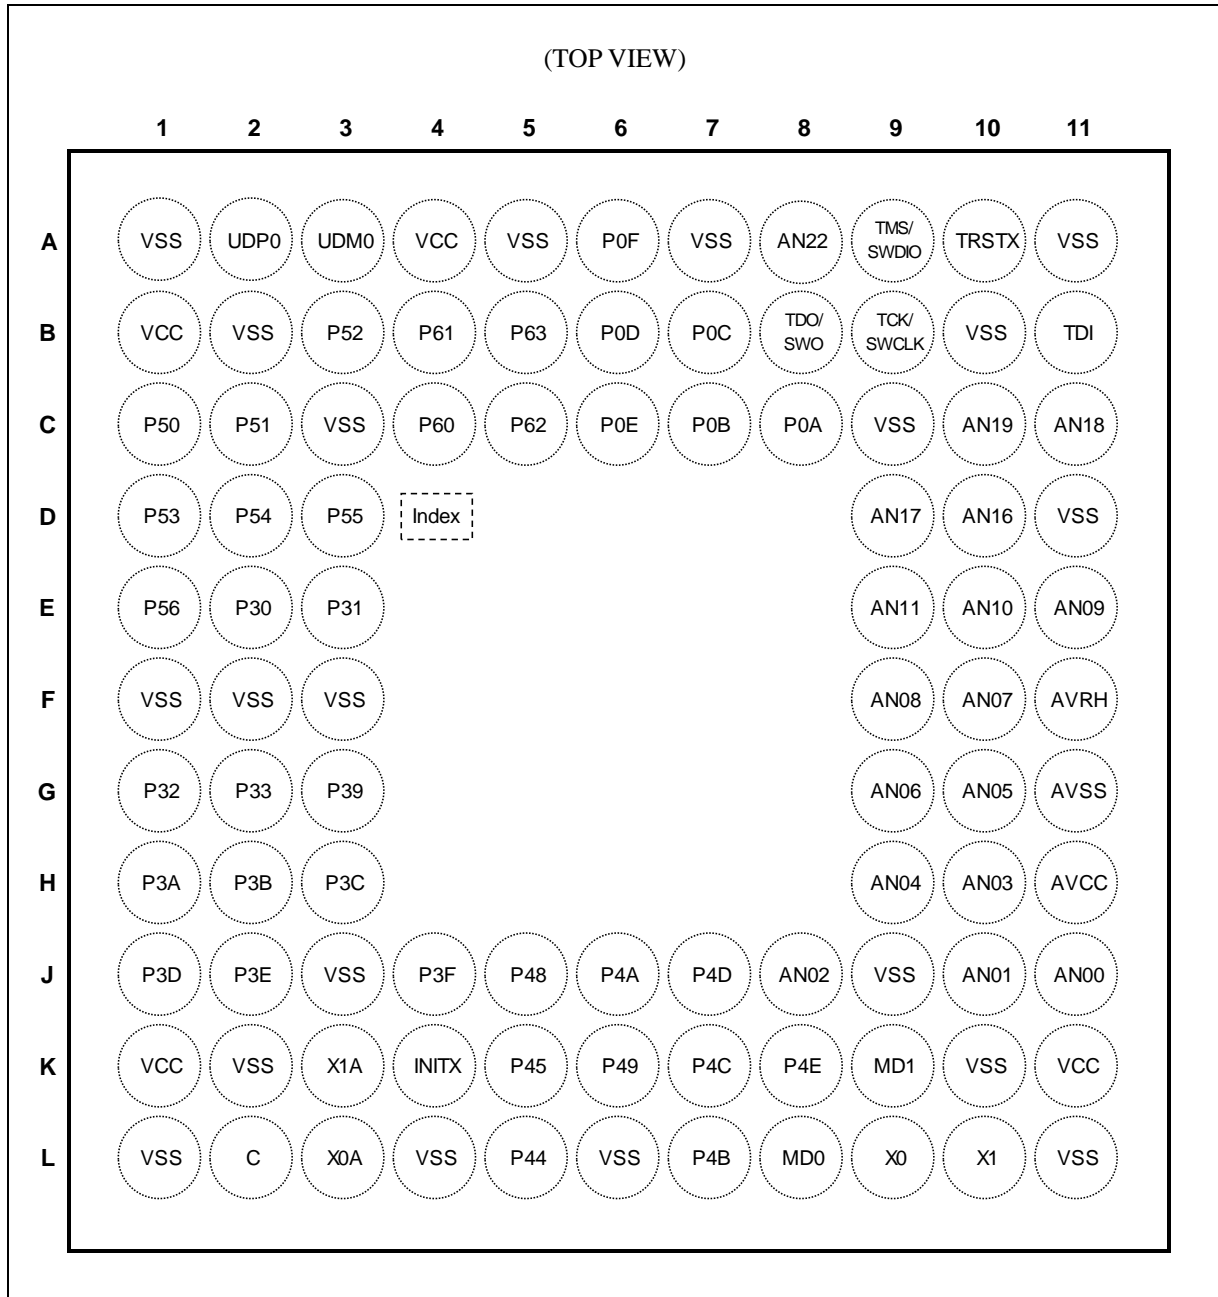 (TOP VIEW)
1 2 3 4 5 6 7 8 9 10 11
A VSS UDP0 UDM0 VCC VSS P0F VSS AN22 TMS/SWDIO TRSTX VSS
B VCC VSS P52 P61 P63 P0D P0C TDO/SWO TCK/SWCLK VSS TDI
C P50 P51 VSS P60 P62 P0E P0B P0A VSS AN19 AN18
D P53 P54 P55 Index AN17 AN16 VSS
E P56 P30 P31 AN11 AN10 AN09
F VSS VSS VSS AN08 AN07 AVRH
G P32 P33 P39 AN06 AN05 AVSS
H P3A P3B P3C AN04 AN03 AVCC
J P3D P3E VSS P3F P48 P4A P4D AN02 VSS AN01 AN00
K VCC VSS X1A INITX P45 P49 P4C P4E MD1 VSS VCC
L VSS C X0A VSS P44 VSS P4B MD0 X0 X1 VSS